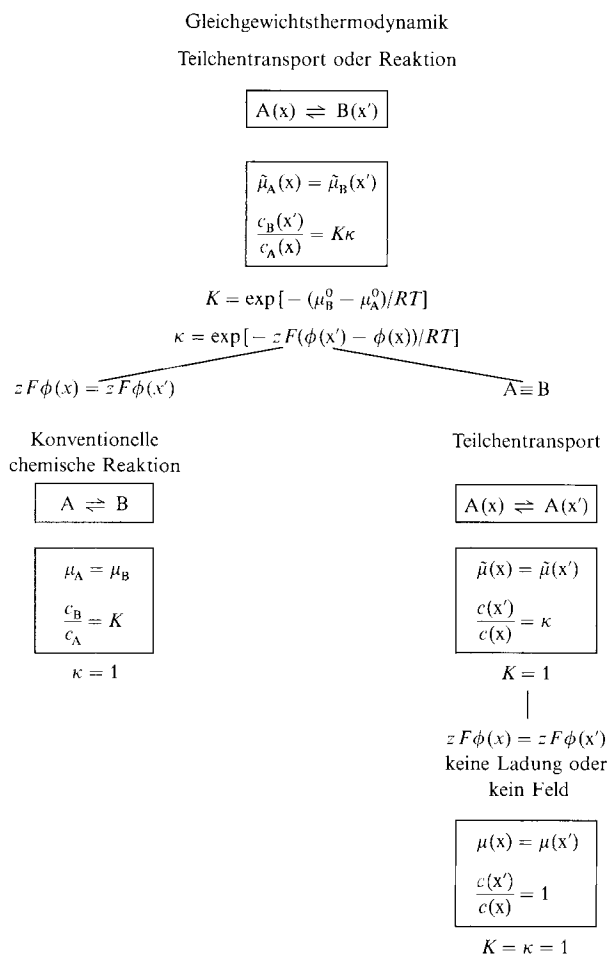 Gleichgewichtsthermodynamik
Teilchentransport oder Reaktion
A(x) ⇌ B(x′)
μ̃_A(x) = μ̃_B(x′)
c_B(x′)/c_A(x) = Kκ
K = exp[− (μ_B^0 − μ_A^0)/RT]
κ = exp[− zF(ϕ(x′) − ϕ(x))/RT]
zFϕ(x) = zFϕ(x′)
A ≡ B
Konventionelle
chemische Reaktion
A ⇌ B
μ_A = μ_B
c_B/c_A = K
κ = 1
Teilchentransport
A(x) ⇌ A(x′)
μ̃(x) = μ̃(x′)
c(x′)/c(x) = κ
K = 1
zFϕ(x) = zFϕ(x′)
keine Ladung oder
kein Feld
μ(x) = μ(x′)
c(x′)/c(x) = 1
K = κ = 1